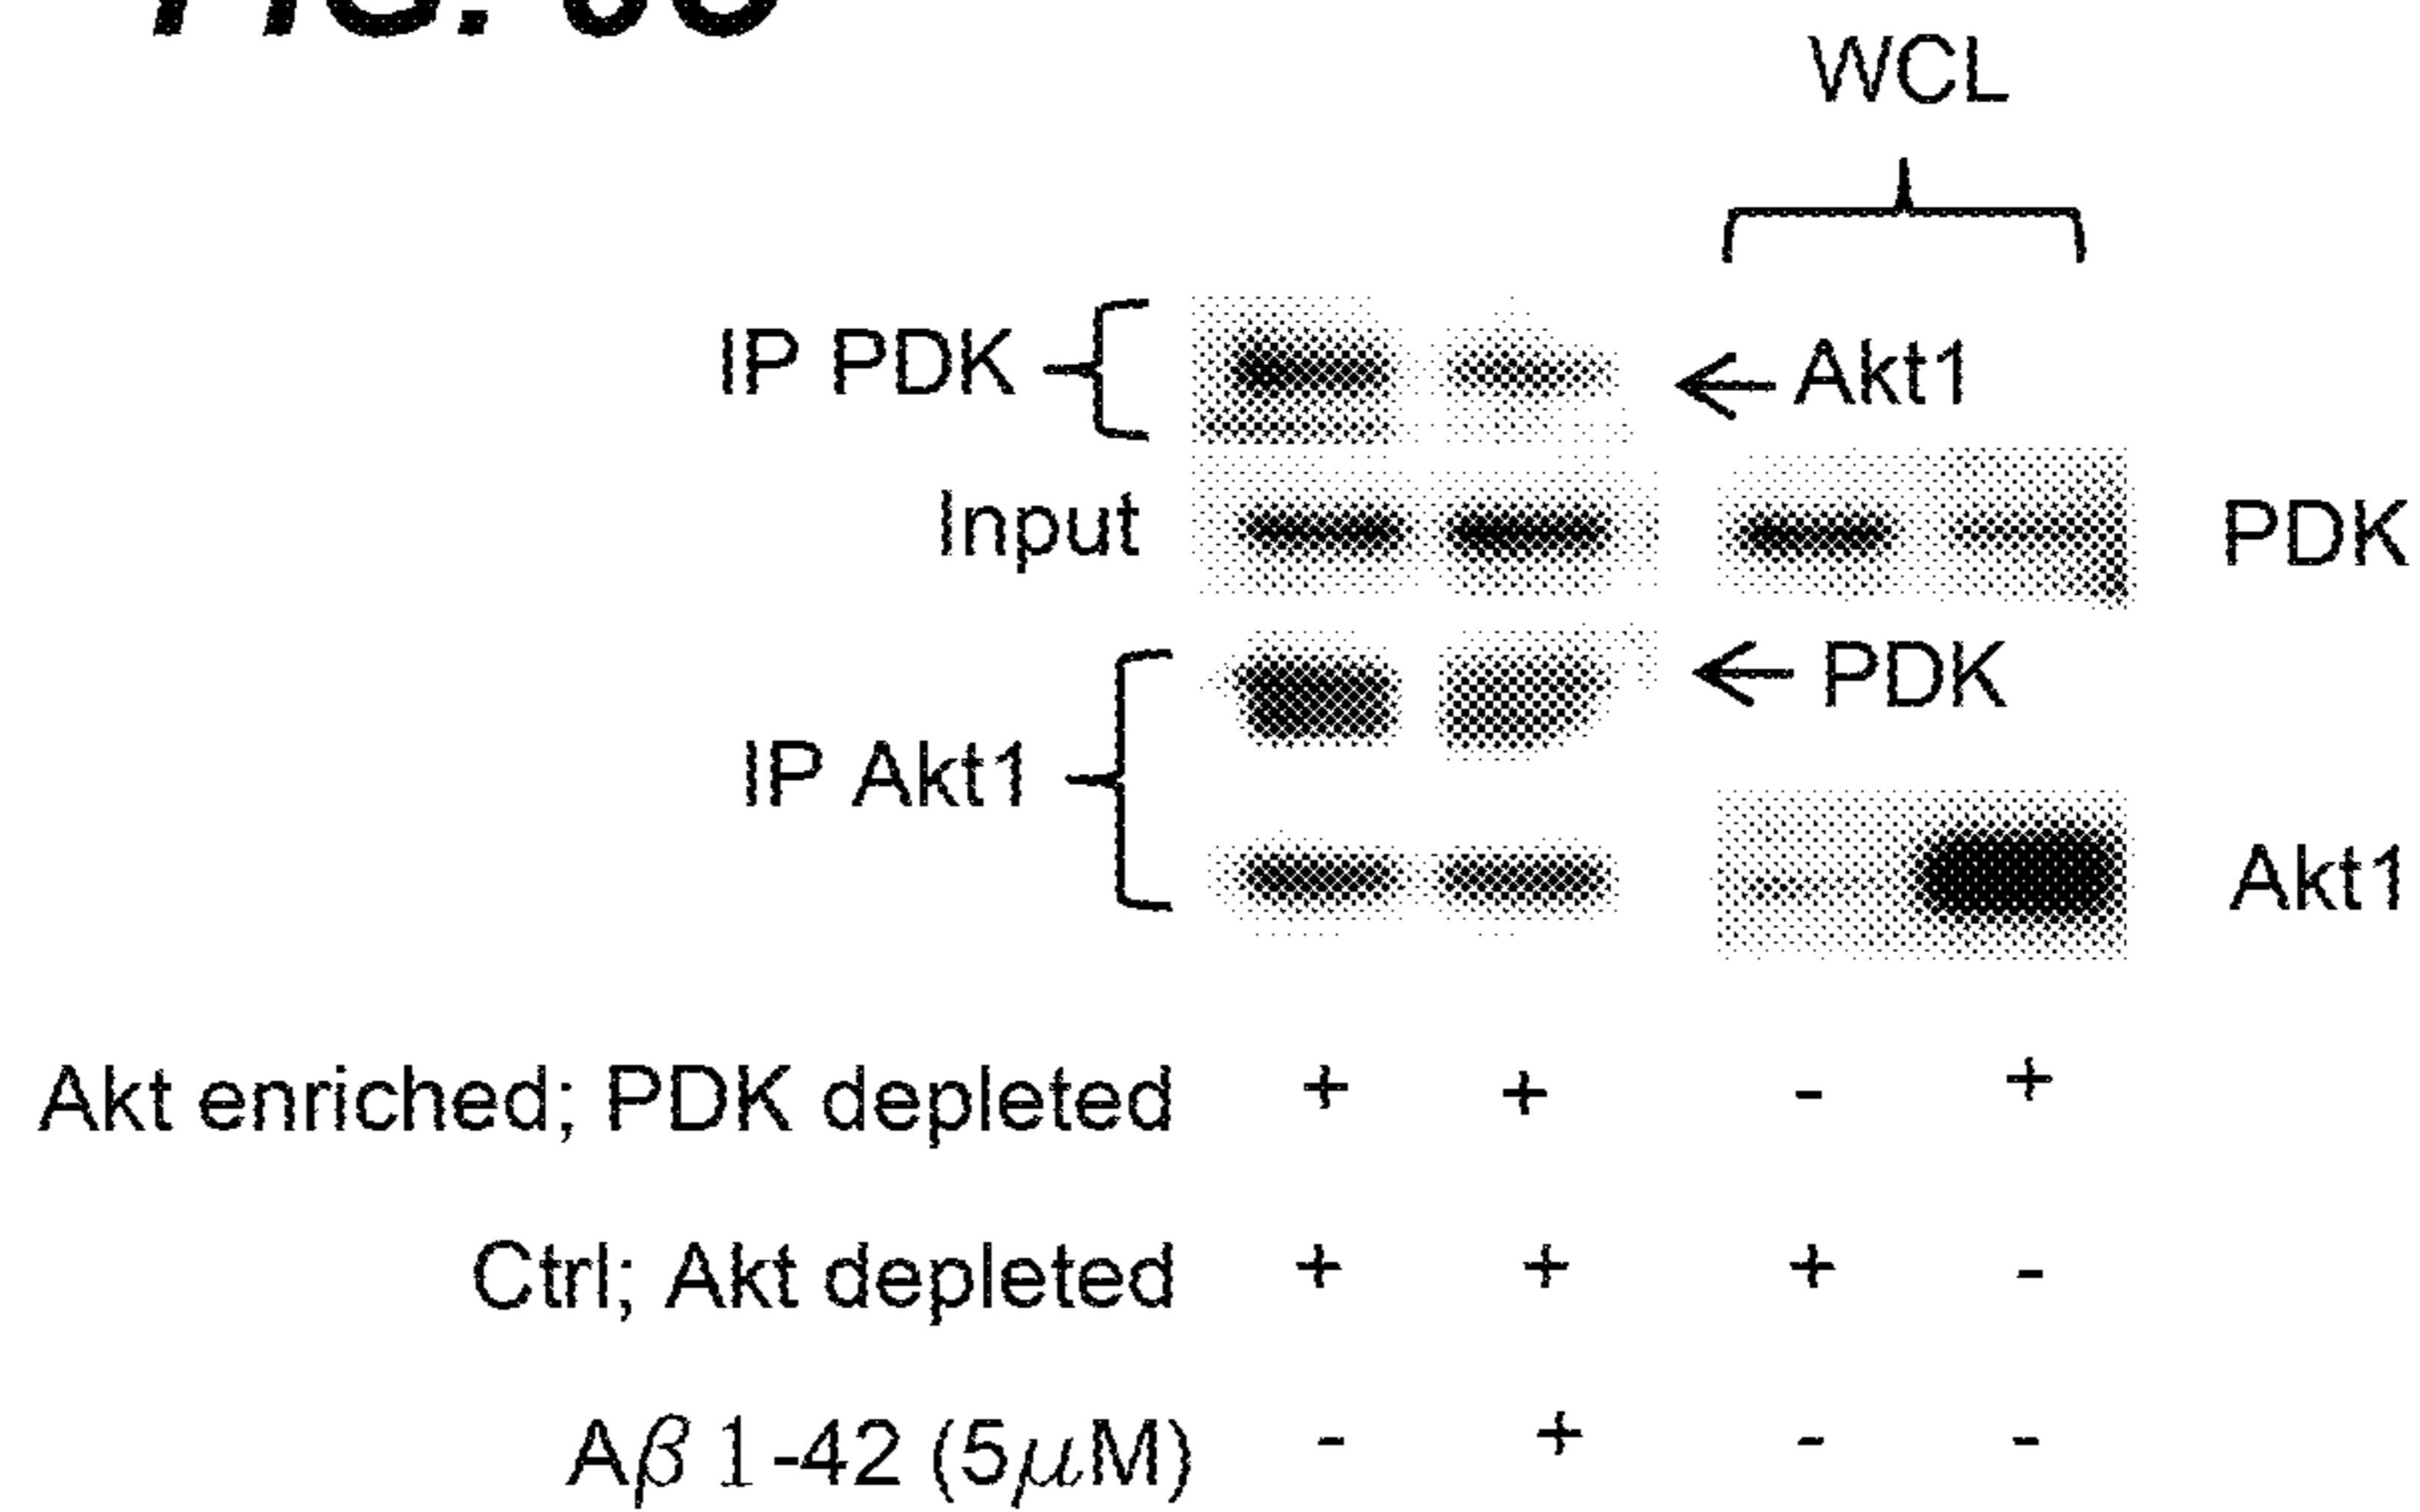 WCL
IP PDK
Akt1
Input
PDK
PDK
IP Akt1
Akt1
Akt enriched; PDK depleted + + - +
Ctrl; Akt depleted + + + -
Aβ 1-42 (5μM) - + - -